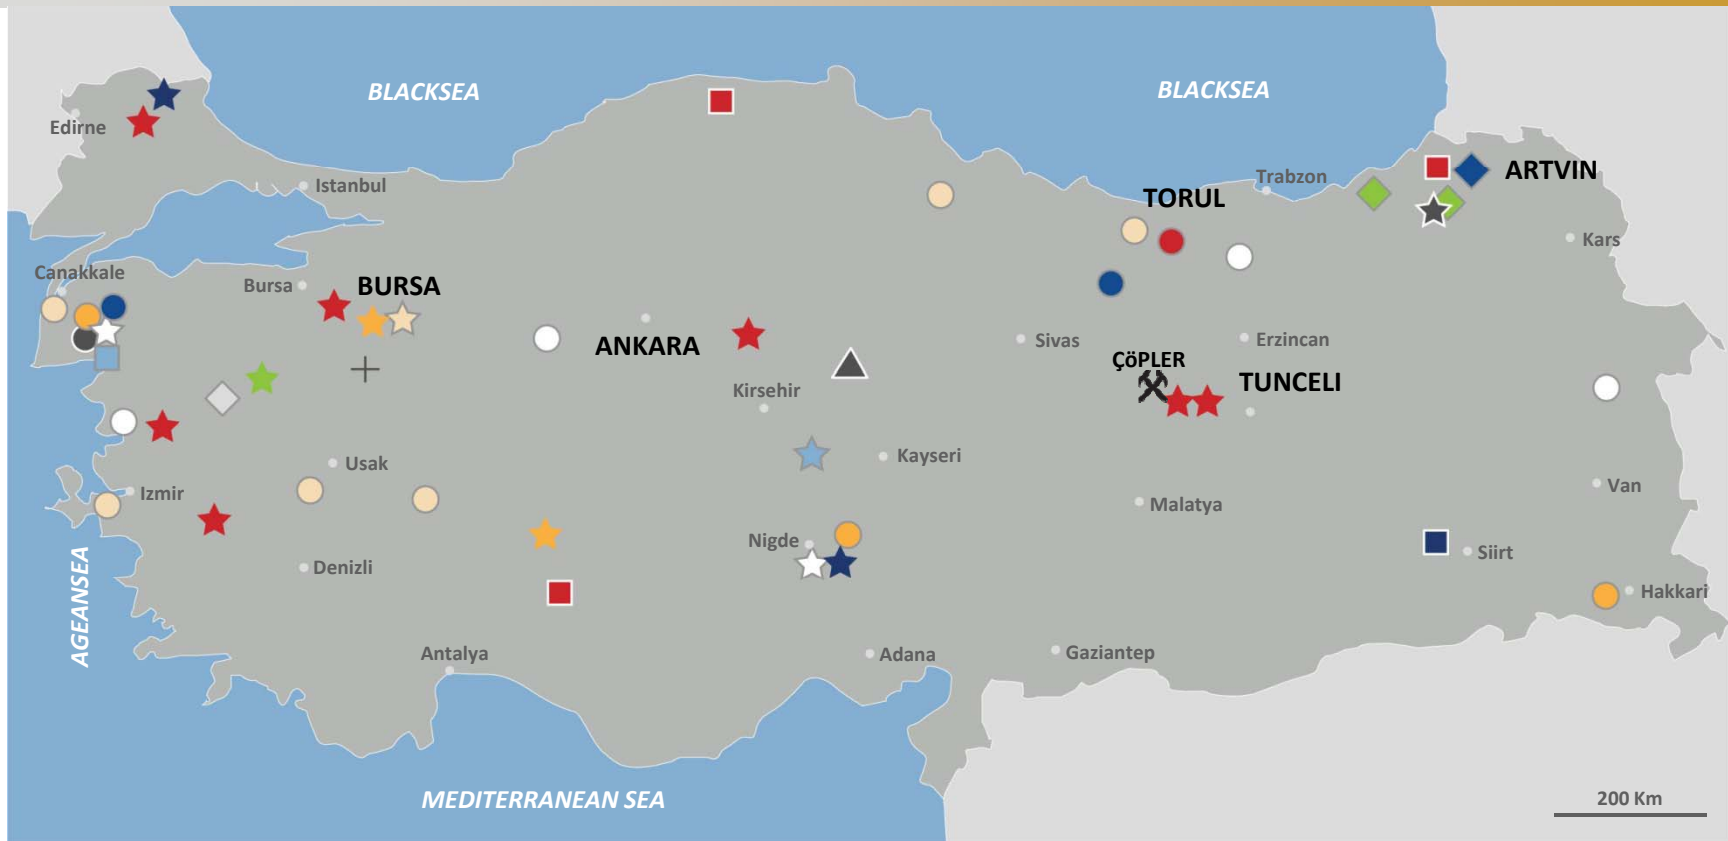 BLACKSEA
BLACKSEA
Edirne
Istanbul
Trabzon
ARTVIN
TORUL
Kars
Canakkale
Bursa
BURSA
ANKARA
Sivas
Erzincan
ÇöPLER
TUNCELI
Kirsehir
Usak
Kayseri
Izmir
Van
Malatya
Nigde
Siirt
Denizli
AGEANSEA
Hakkari
Antalya
Adana
Gaziantep
MEDITERRANEAN SEA
200 Km